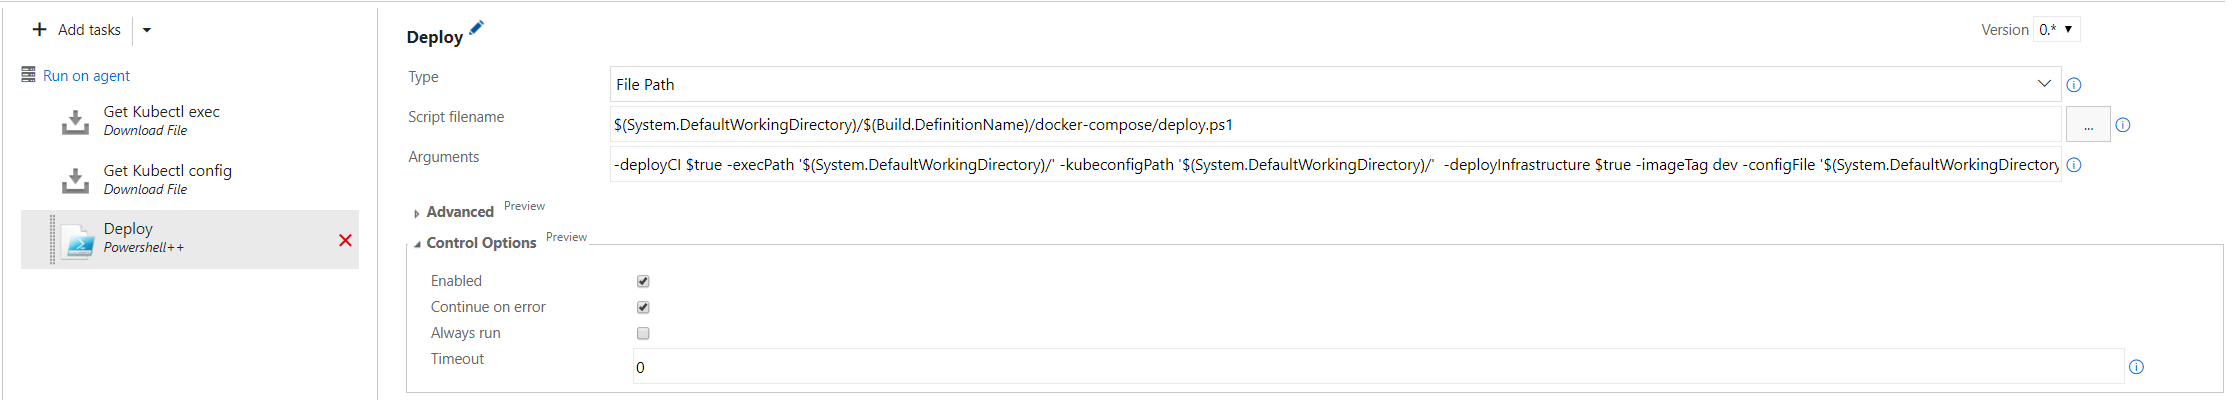 Add tasks
Run on agent
Get Kubectl exec
Download File
Get Kubectl config
Download File
Deploy
Powershell++
Deploy
Version 0.*
Type
File Path
Script filename
$(System.DefaultWorkingDirectory)/$(Build.DefinitionName)/docker-compose/deploy.ps1
...
Arguments
-deployCI $true -execPath '$(System.DefaultWorkingDirectory)/' -kubeconfigPath '$(System.DefaultWorkingDirectory)/'  -deployInfrastructure $true -imageTag dev -configFile '$(System.DefaultWorkingDirectory
Advanced Preview
Control Options Preview
Enabled
Continue on error
Always run
Timeout
0